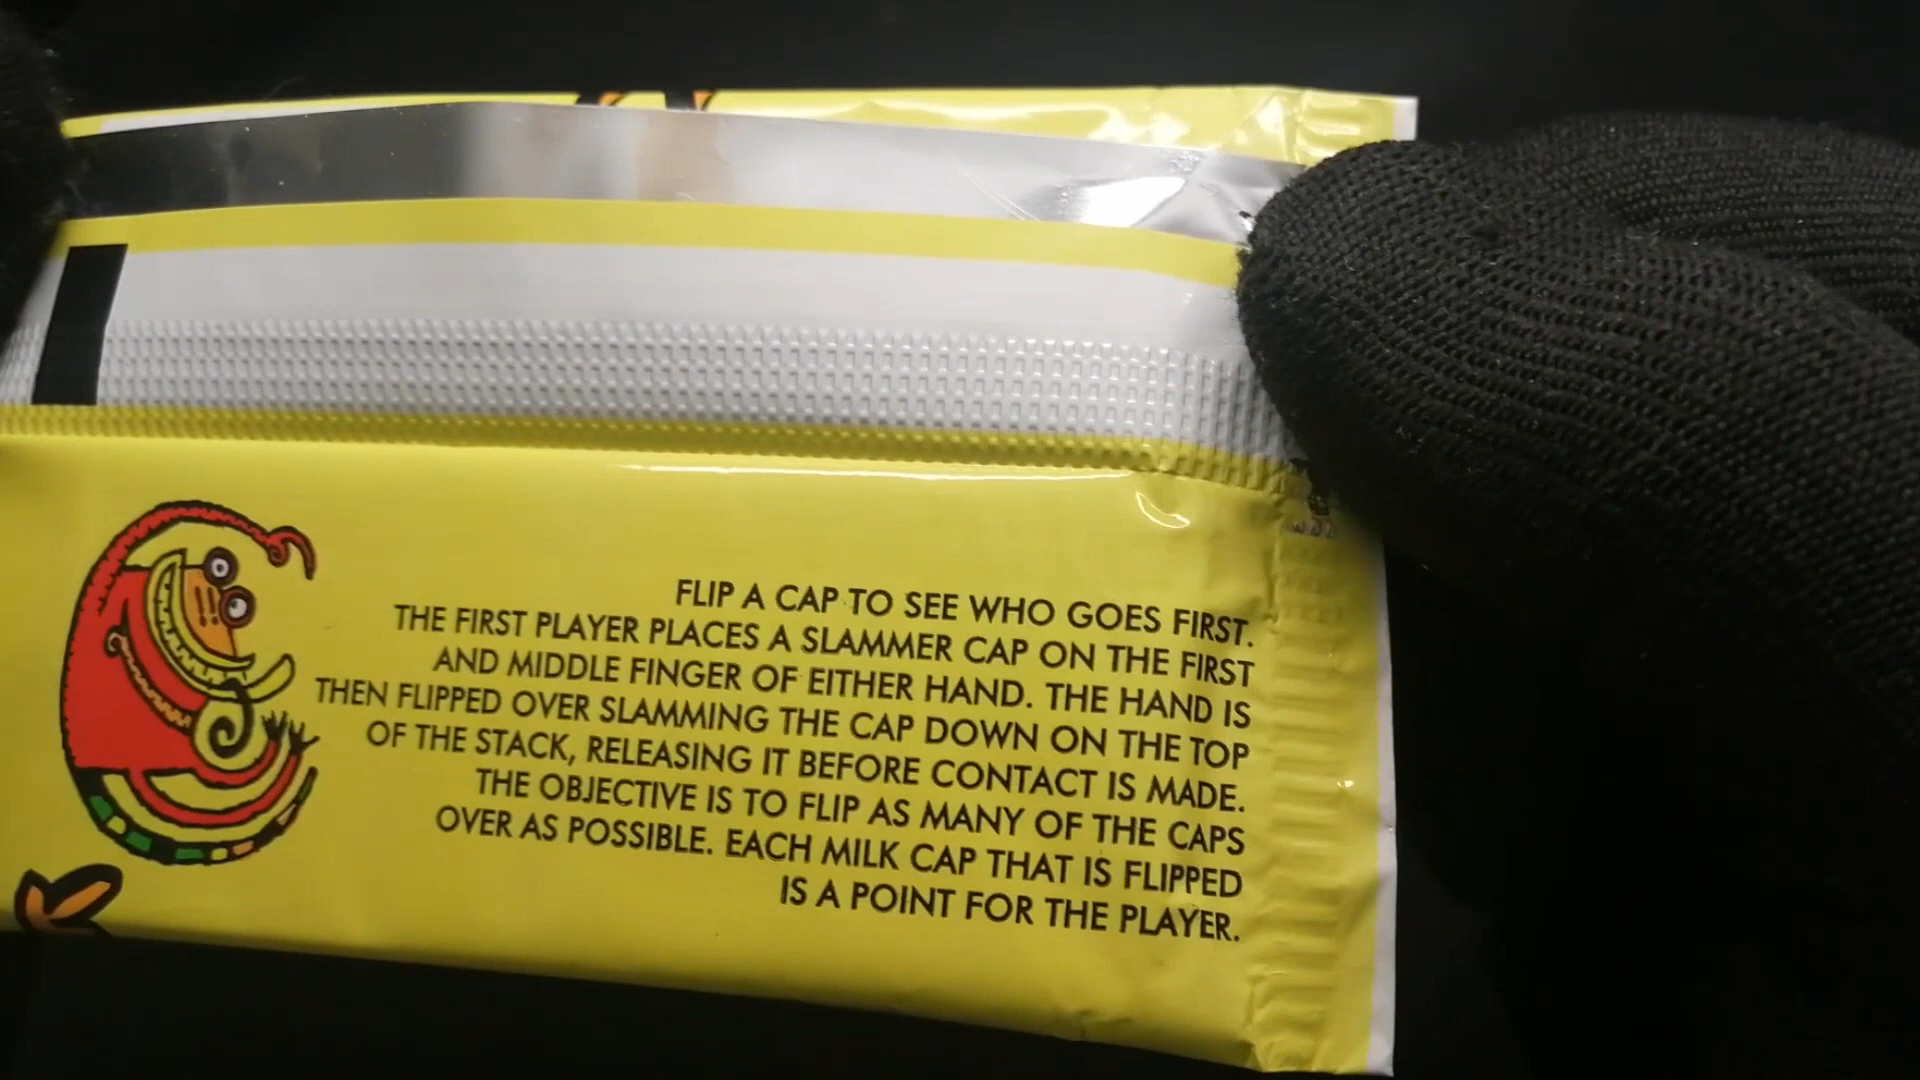 FLIP A CAP TO SEE WHO GOES FIRST.
THE FIRST PLAYER PLACES A SLAMMER CAP ON THE FIRST
AND MIDDLE FINGER OF EITHER HAND. THE HAND IS
THEN FLIPPED OVER SLAMMING THE CAP DOWN ON THE TOP
OF THE STACK, RELEASING IT BEFORE CONTACT IS MADE.
THE OBJECTIVE IS TO FLIP AS MANY OF THE CAPS
OVER AS POSSIBLE. EACH MILK CAP THAT IS FLIPPED
IS A POINT FOR THE PLAYER.